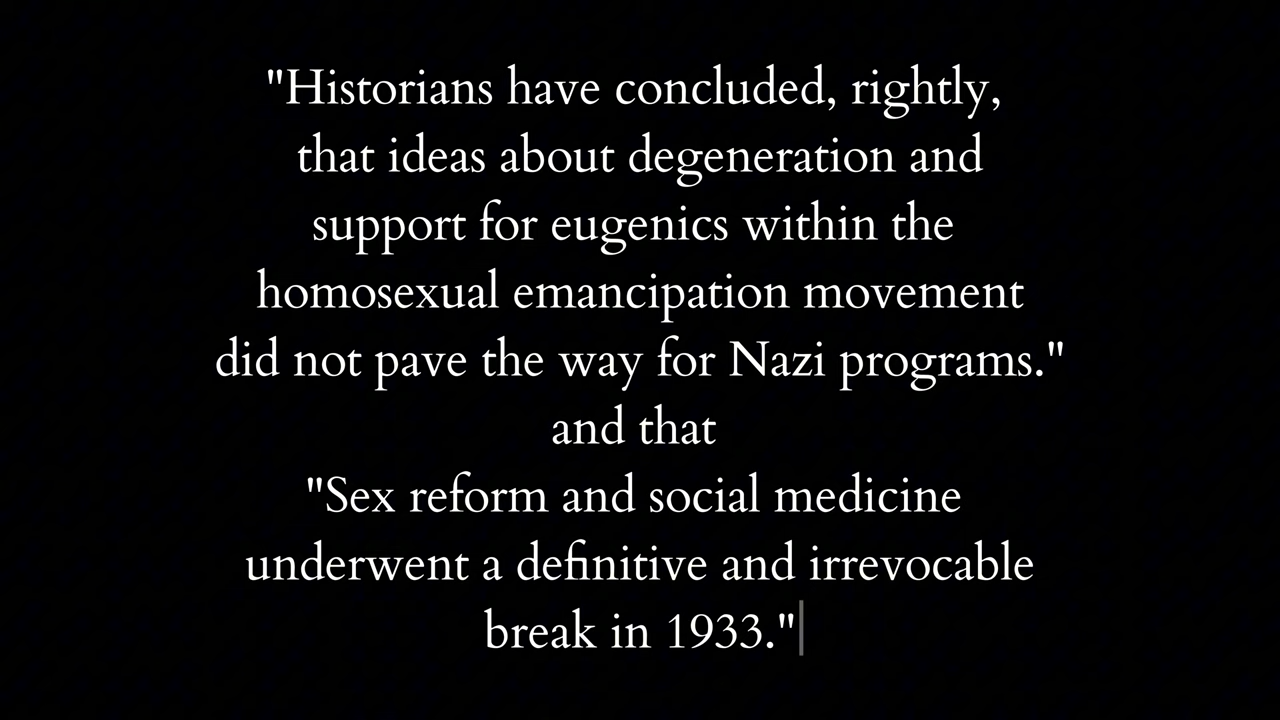 "Historians have concluded, rightly,
that ideas about degeneration and
support for eugenics within the
homosexual emancipation movement
did not pave the way for Nazi programs."
and that
"Sex reform and social medicine
underwent a definitive and irrevocable
break in 1933."